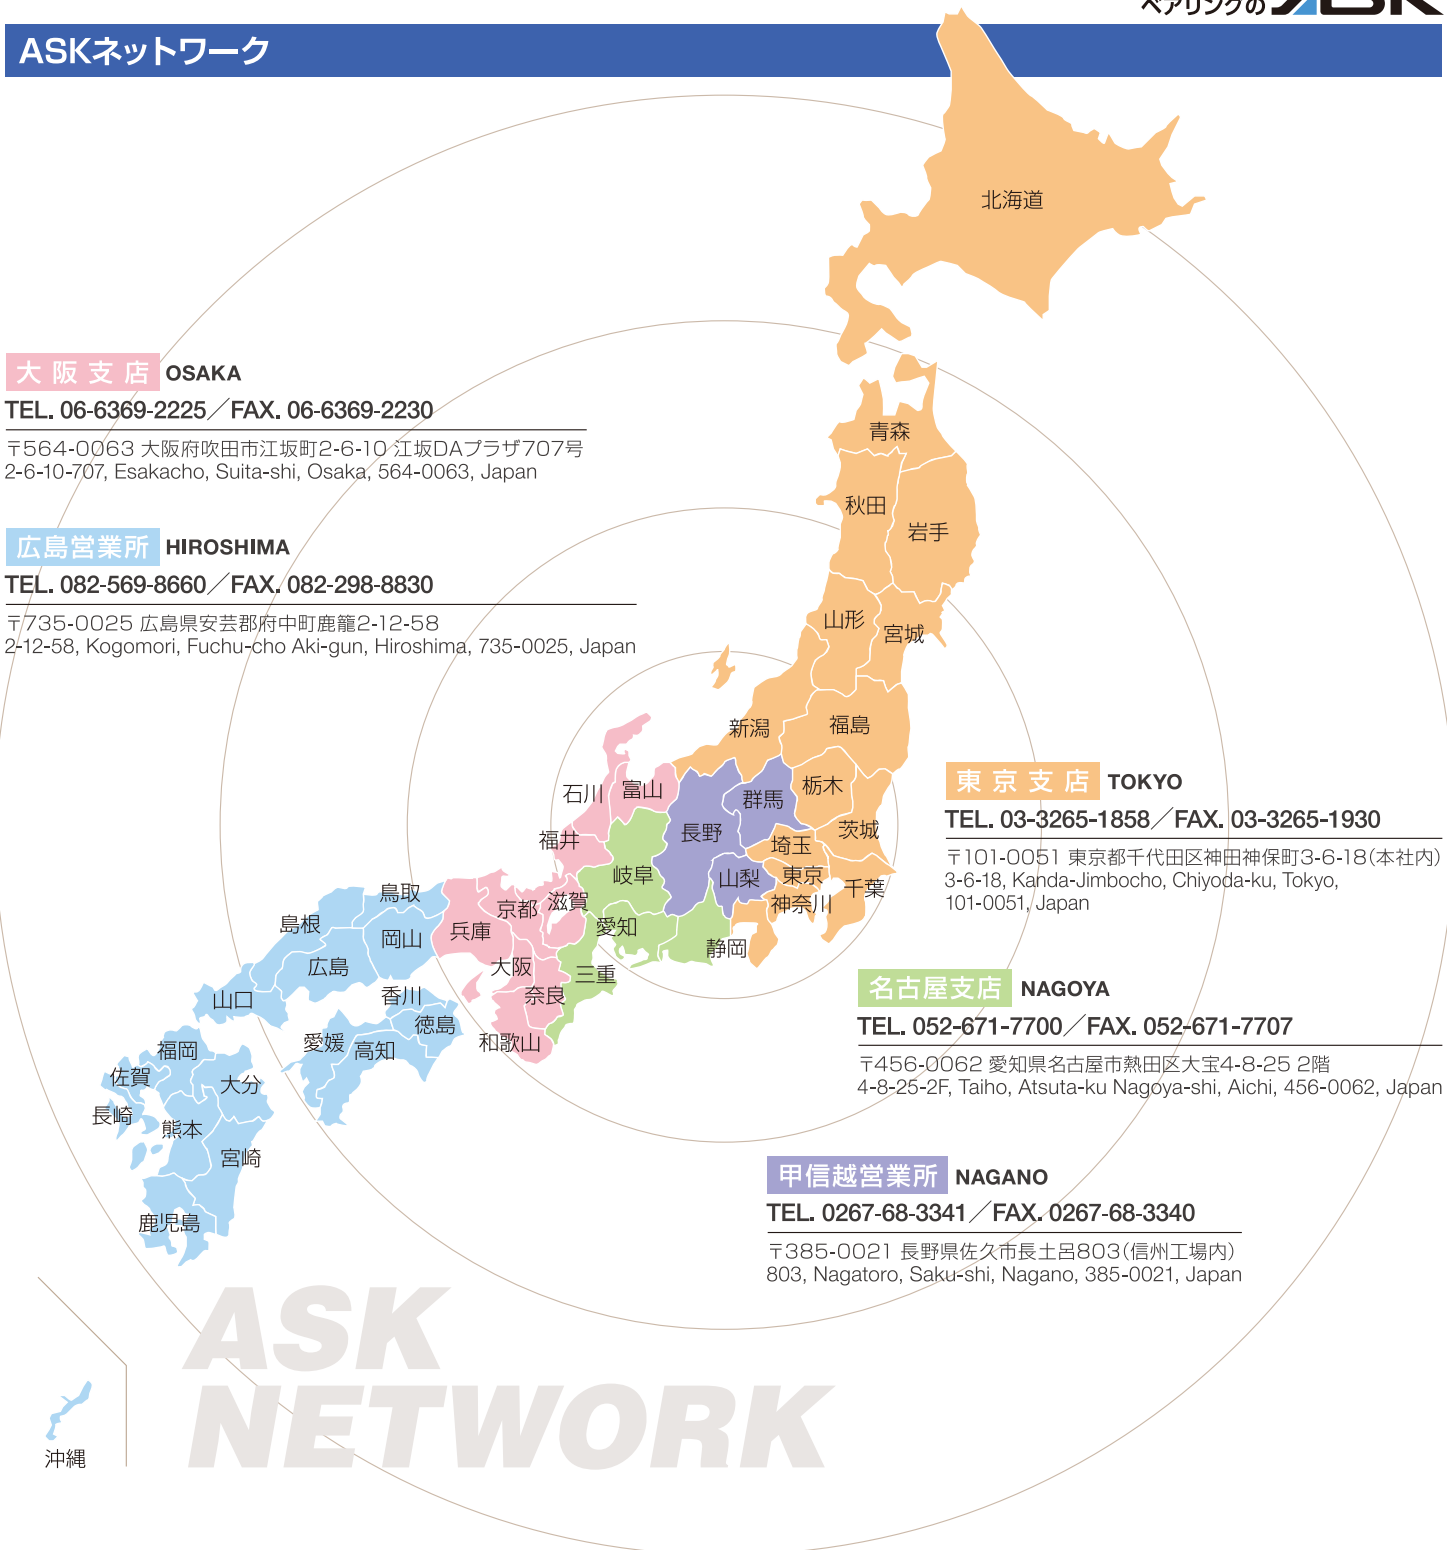 ベアリングの ASK
ASKネットワーク
北海道
大阪支店 OSAKA
TEL. 06-6369-2225／FAX. 06-6369-2230
〒564-0063 大阪府吹田市江坂町2-6-10 江坂DAプラザ707号
2-6-10-707, Esakacho, Suita-shi, Osaka, 564-0063, Japan
青森
秋田
岩手
広島営業所 HIROSHIMA
TEL. 082-569-8660／FAX. 082-298-8830
〒735-0025 広島県安芸郡府中町鹿籠2-12-58
2-12-58, Kogomori, Fuchu-cho Aki-gun, Hiroshima, 735-0025, Japan
山形
宮城
新潟
福島
石川
富山
群馬
栃木
福井
長野
埼玉
茨城
岐阜
山梨
東京
千葉
神奈川
東京支店 TOKYO
TEL. 03-3265-1858／FAX. 03-3265-1930
〒101-0051 東京都千代田区神田神保町3-6-18(本社内)
3-6-18, Kanda-Jimbocho, Chiyoda-ku, Tokyo,
101-0051, Japan
鳥取
京都
滋賀
島根
岡山
兵庫
愛知
静岡
広島
大阪
三重
山口
香川
奈良
徳島
和歌山
愛媛
高知
福岡
佐賀
大分
長崎
熊本
宮崎
鹿児島
名古屋支店 NAGOYA
TEL. 052-671-7700／FAX. 052-671-7707
〒456-0062 愛知県名古屋市熱田区大宝4-8-25 2階
4-8-25-2F, Taiho, Atsuta-ku Nagoya-shi, Aichi, 456-0062, Japan
甲信越営業所 NAGANO
TEL. 0267-68-3341／FAX. 0267-68-3340
〒385-0021 長野県佐久市長土呂803(信州工場内)
803, Nagatoro, Saku-shi, Nagano, 385-0021, Japan
ASK
NETWORK
沖縄